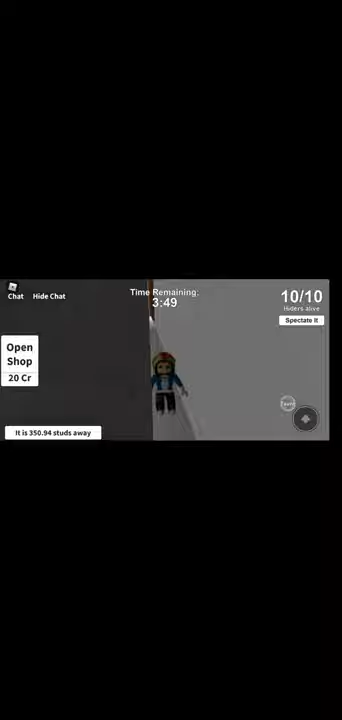 Time Remaining:
3:49
Chat Hide Chat
10/10
Hiders alive
Spectate It
Open
Shop
20 Cr
Taunt
It is 350.94 studs away